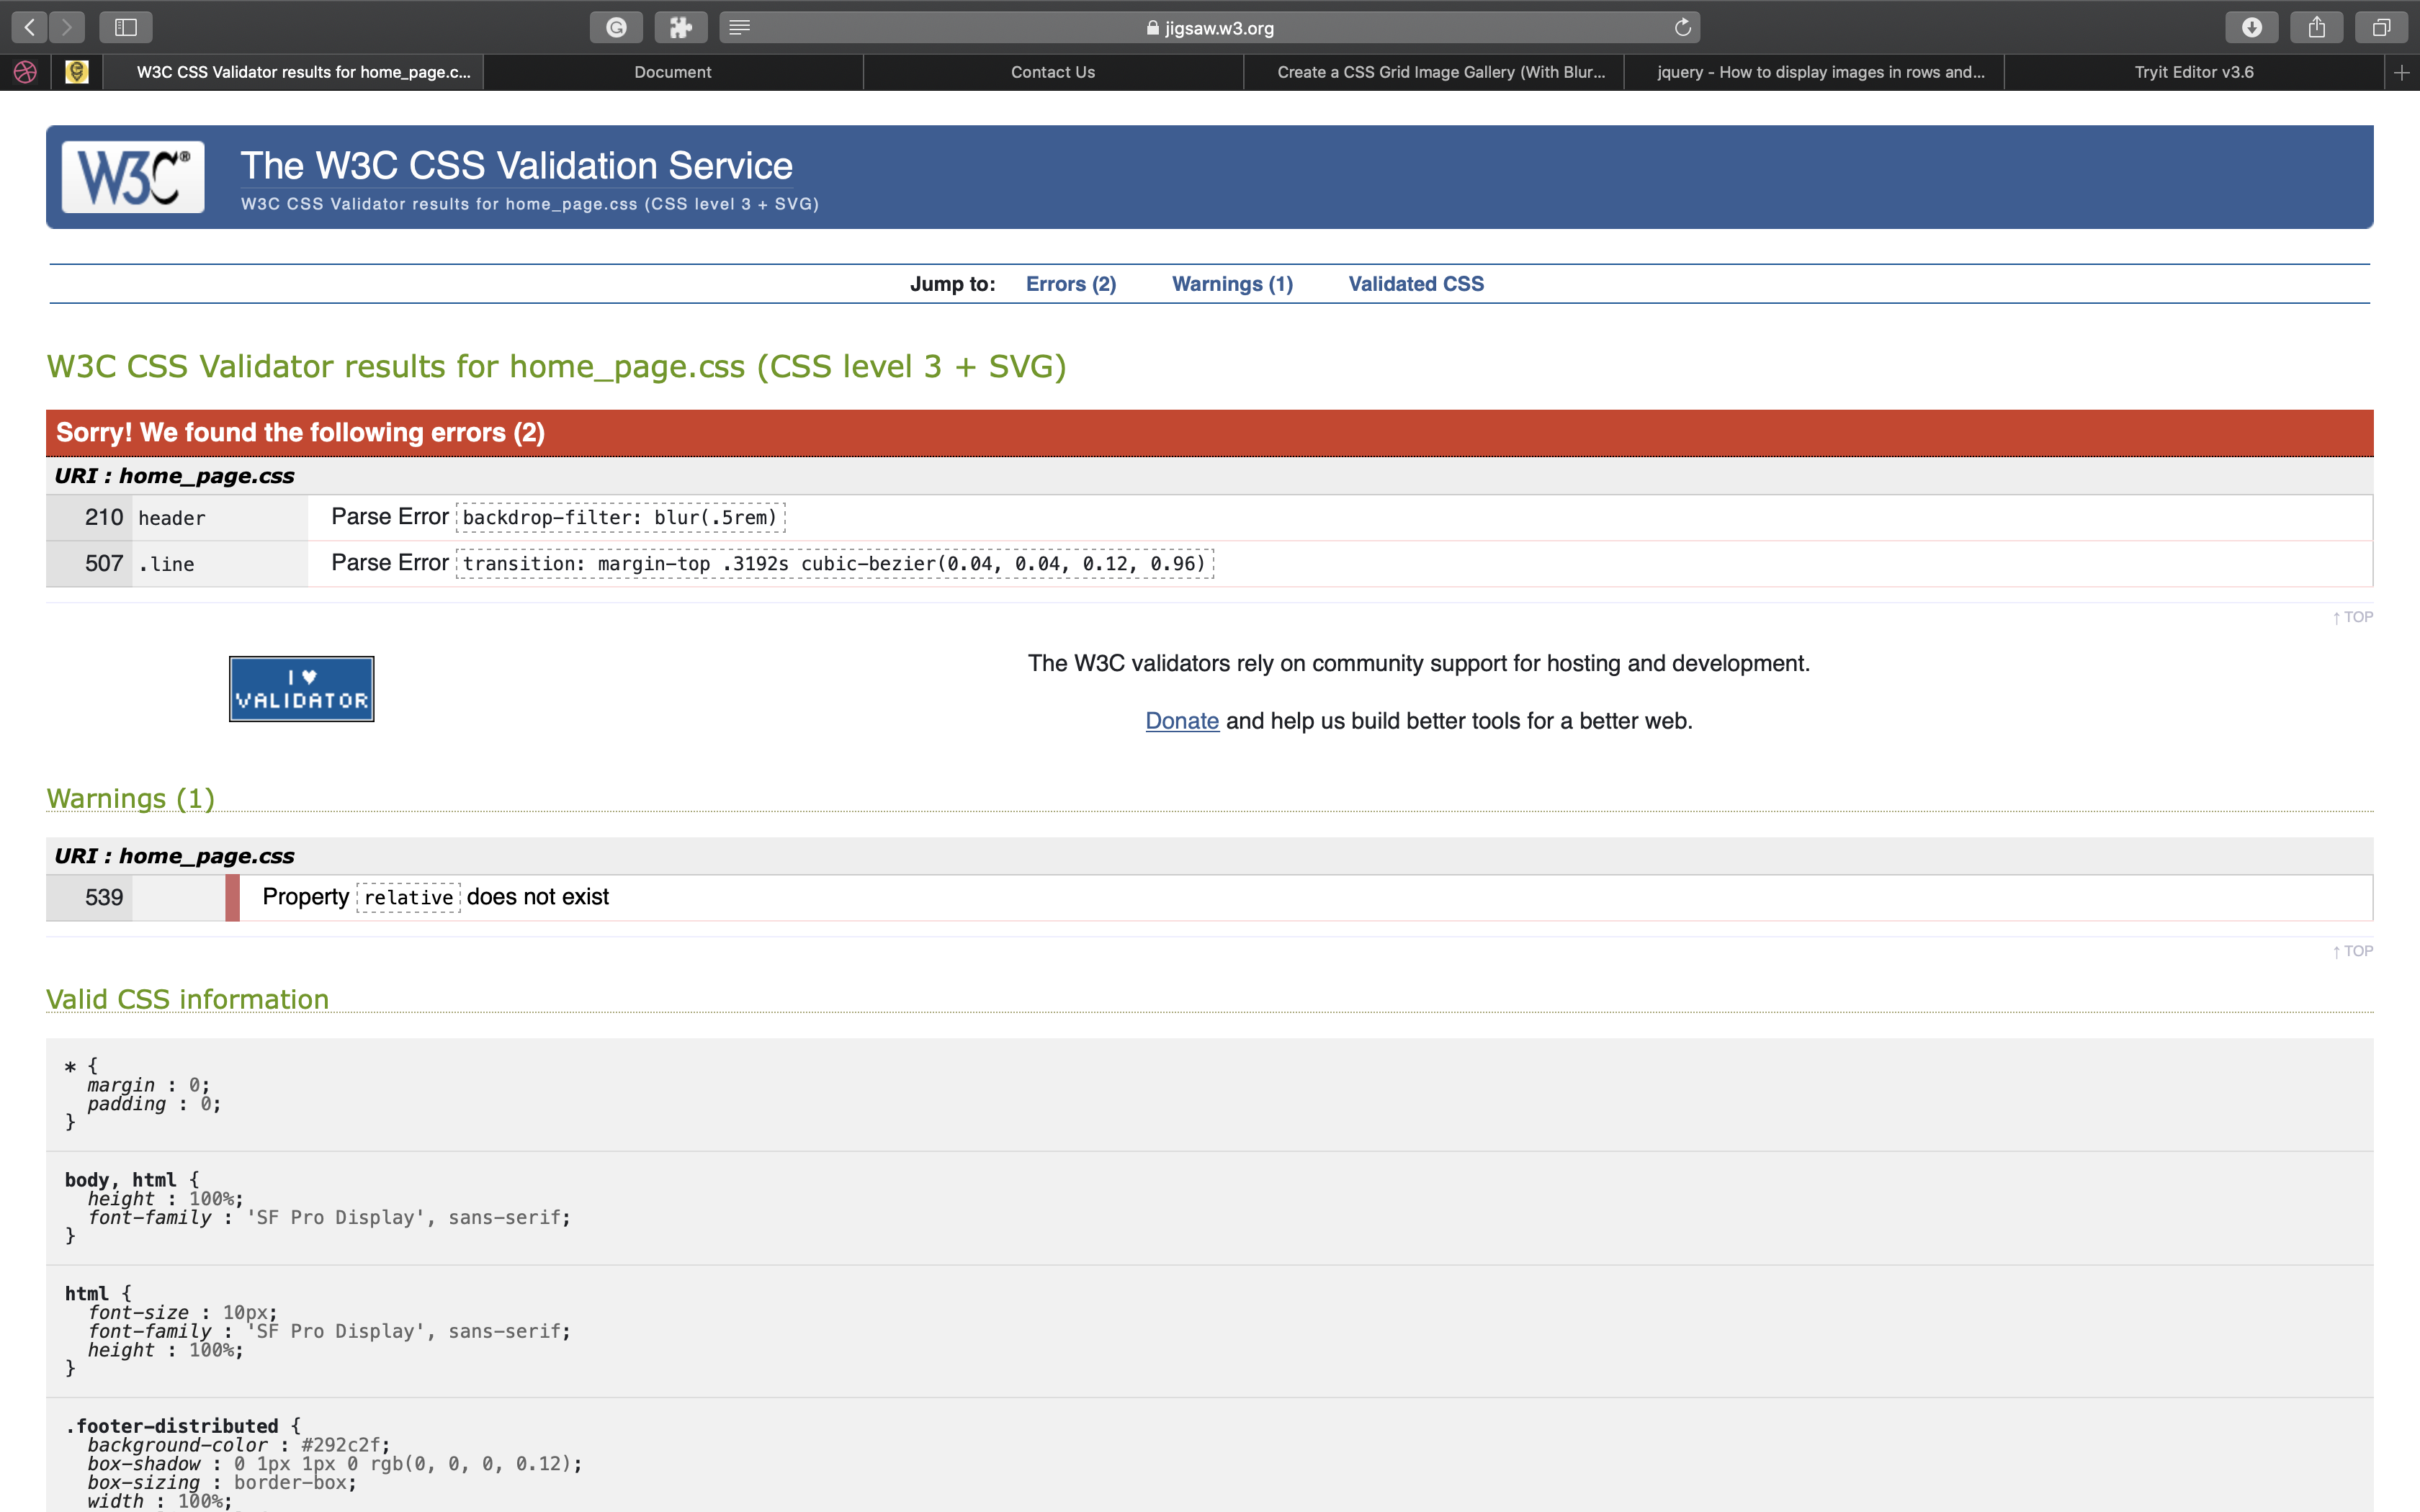 jigsaw.w3.org
W3C CSS Validator results for home_page.c... Document Contact Us Create a CSS Grid Image Gallery (With Blur... jquery - How to display images in rows and... Tryit Editor v3.6
W3C®
The W3C CSS Validation Service
W3C CSS Validator results for home_page.css (CSS level 3 + SVG)
Jump to: Errors (2) Warnings (1) Validated CSS
W3C CSS Validator results for home_page.css (CSS level 3 + SVG)
Sorry! We found the following errors (2)
URI : home_page.css
210 header Parse Error backdrop-filter: blur(.5rem)
507 .line Parse Error transition: margin-top .3192s cubic-bezier(0.04, 0.04, 0.12, 0.96)
↑ TOP
I ♥
VALIDATOR
The W3C validators rely on community support for hosting and development.
Donate and help us build better tools for a better web.
Warnings (1)
URI : home_page.css
539 Property relative does not exist
↑ TOP
Valid CSS information
* {
margin : 0;
padding : 0;
}
body, html {
height : 100%;
font-family : 'SF Pro Display', sans-serif;
}
html {
font-size : 10px;
font-family : 'SF Pro Display', sans-serif;
height : 100%;
}
.footer-distributed {
background-color : #292c2f;
box-shadow : 0 1px 1px 0 rgb(0, 0, 0, 0.12);
box-sizing : border-box;
width : 100%;